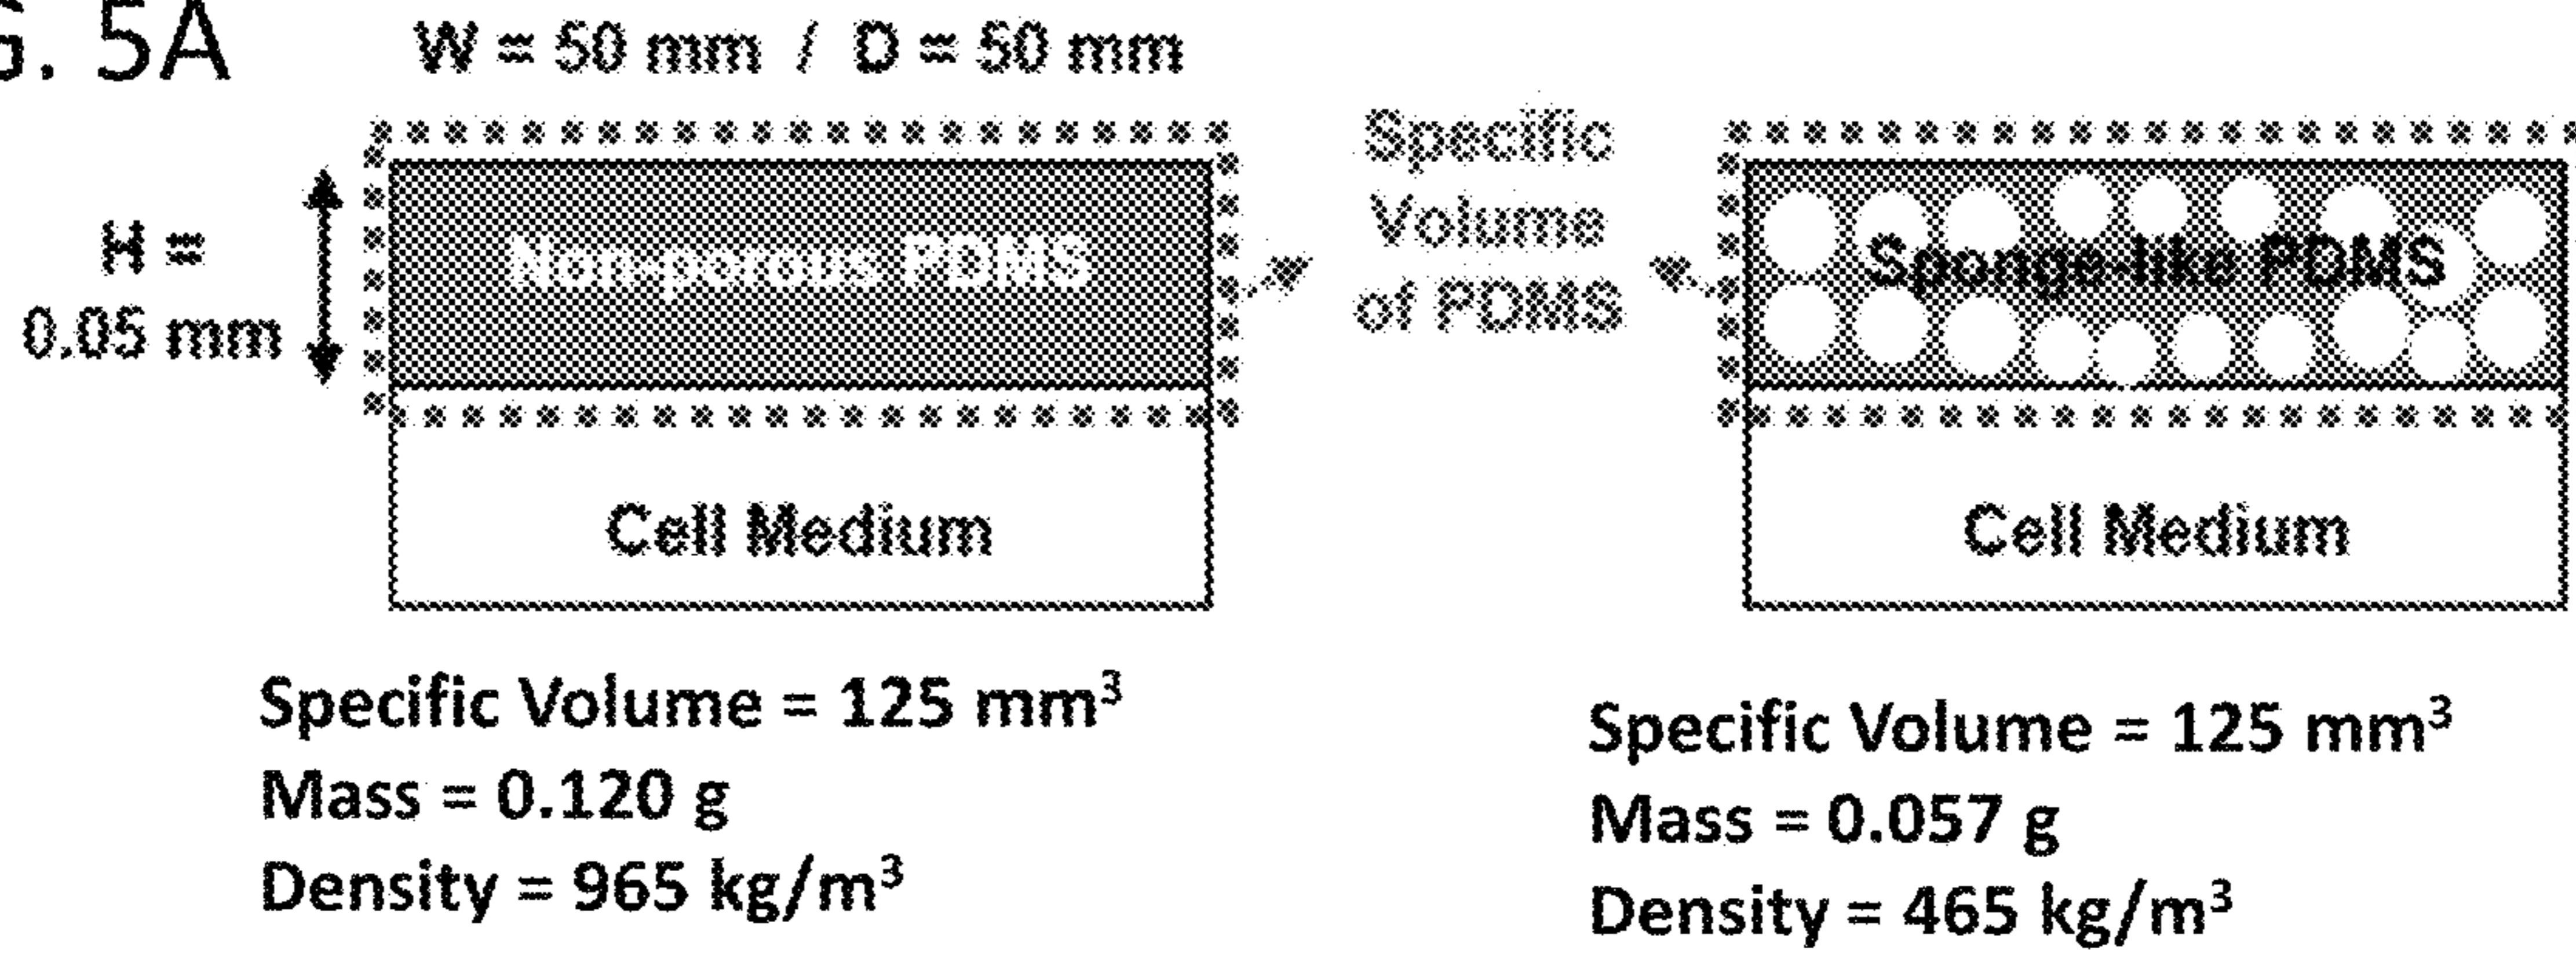 G. 5A
W = 50 mm / D = 50 mm
H =
0.05 mm
Non-porous PDMS
Specific
Volume
of PDMS
Sponge-like PDMS
Cell Medium
Cell Medium
Specific Volume = 125 mm³
Mass = 0.120 g
Density = 965 kg/m³
Specific Volume = 125 mm³
Mass = 0.057 g
Density = 465 kg/m³